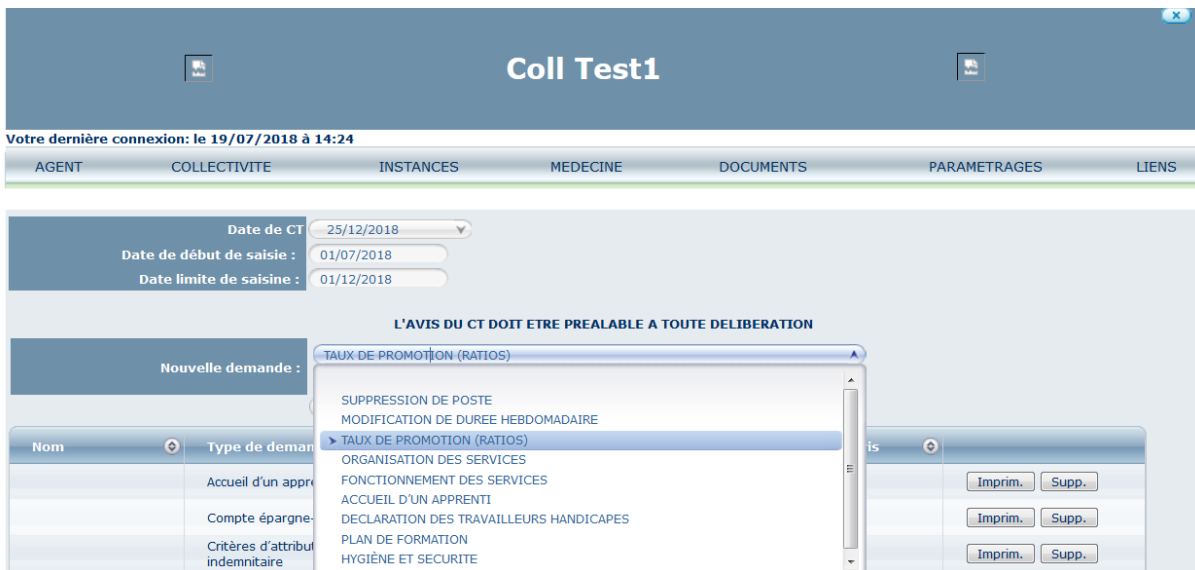 Coll Test1
Votre dernière connexion: le 19/07/2018 à 14:24
AGENT COLLECTIVITE INSTANCES MEDECINE DOCUMENTS PARAMETRAGES LIENS
Date de CT 25/12/2018
Date de début de saisie : 01/07/2018
Date limite de saisine : 01/12/2018
L'AVIS DU CT DOIT ETRE PREALABLE A TOUTE DELIBERATION
Nouvelle demande : TAUX DE PROMOTION (RATIOS)
SUPPRESSION DE POSTE
MODIFICATION DE DUREE HEBDOMADAIRE
TAUX DE PROMOTION (RATIOS)
ORGANISATION DES SERVICES
FONCTIONNEMENT DES SERVICES
ACCUEIL D'UN APPRENTI
DECLARATION DES TRAVAILLEURS HANDICAPES
PLAN DE FORMATION
HYGIÈNE ET SECURITE
Nom Type de deman is
Accueil d'un appre Imprim. Supp.
Compte épargne- Imprim. Supp.
Critères d'attribut
indemnitaire Imprim. Supp.